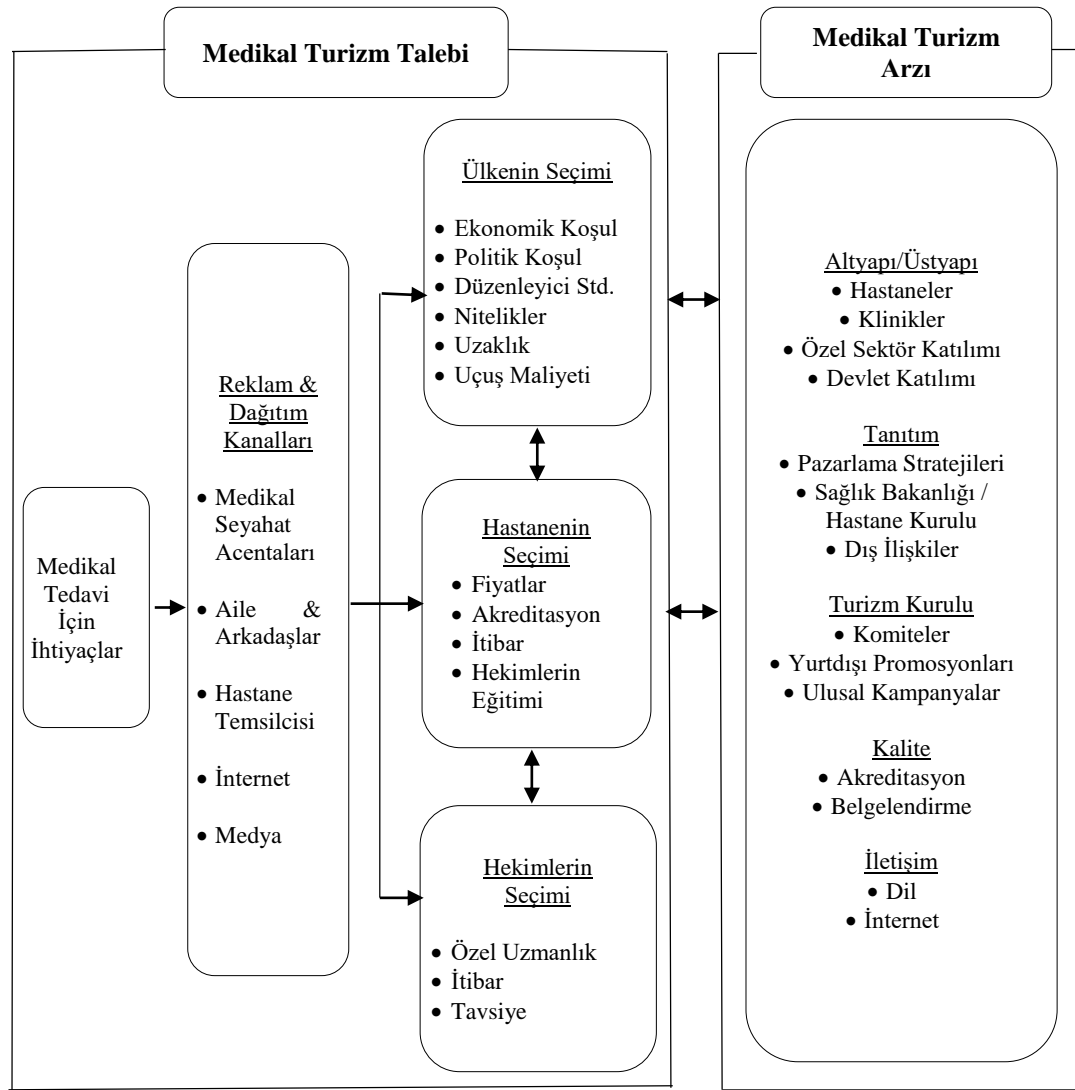 Medikal Turizm Talebi
Medikal Turizm
Arzı
Medikal
Tedavi
İçin
İhtiyaçlar
Reklam &
Dağıtım
Kanalları
• Medikal
Seyahat
Acentaları
• Aile &
Arkadaşlar
• Hastane
Temsilcisi
• İnternet
• Medya
Ülkenin Seçimi
• Ekonomik Koşul
• Politik Koşul
• Düzenleyici Std.
• Nitelikler
• Uzaklık
• Uçuş Maliyeti
Hastanenin
Seçimi
• Fiyatlar
• Akreditasyon
• İtibar
• Hekimlerin
Eğitimi
Hekimlerin
Seçimi
• Özel Uzmanlık
• İtibar
• Tavsiye
Altyapı/Üstyapı
• Hastaneler
• Klinikler
• Özel Sektör Katılımı
• Devlet Katılımı
Tanıtım
• Pazarlama Stratejileri
• Sağlık Bakanlığı /
Hastane Kurulu
• Dış İlişkiler
Turizm Kurulu
• Komiteler
• Yurtdışı Promosyonları
• Ulusal Kampanyalar
Kalite
• Akreditasyon
• Belgelendirme
İletişim
• Dil
• İnternet